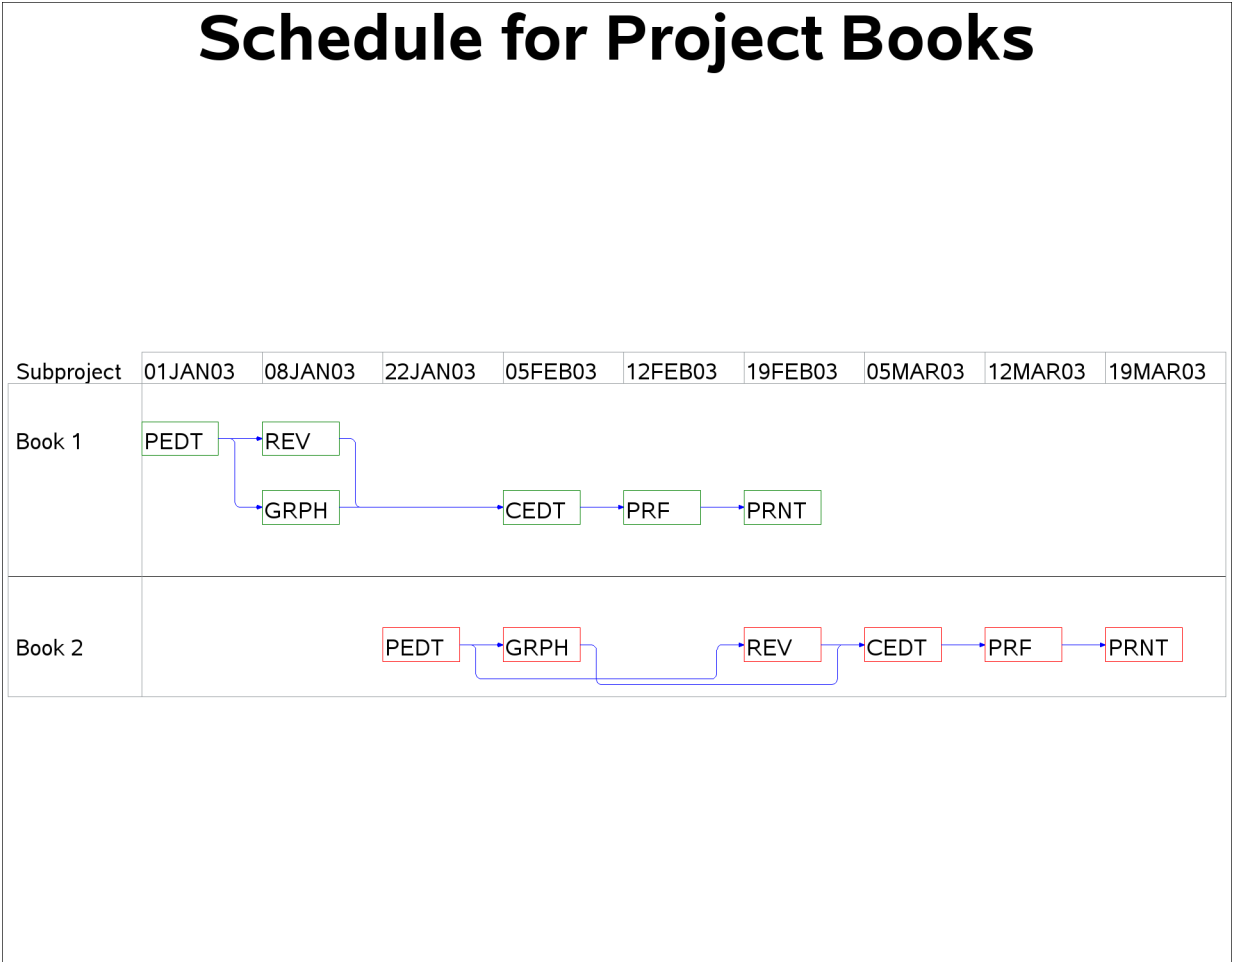 Schedule for Project Books
Subproject 01JAN03 08JAN03 22JAN03 05FEB03 12FEB03 19FEB03 05MAR03 12MAR03 19MAR03
Book 1 PEDT REV
GRPH CEDT PRF PRNT
Book 2 PEDT GRPH REV CEDT PRF PRNT